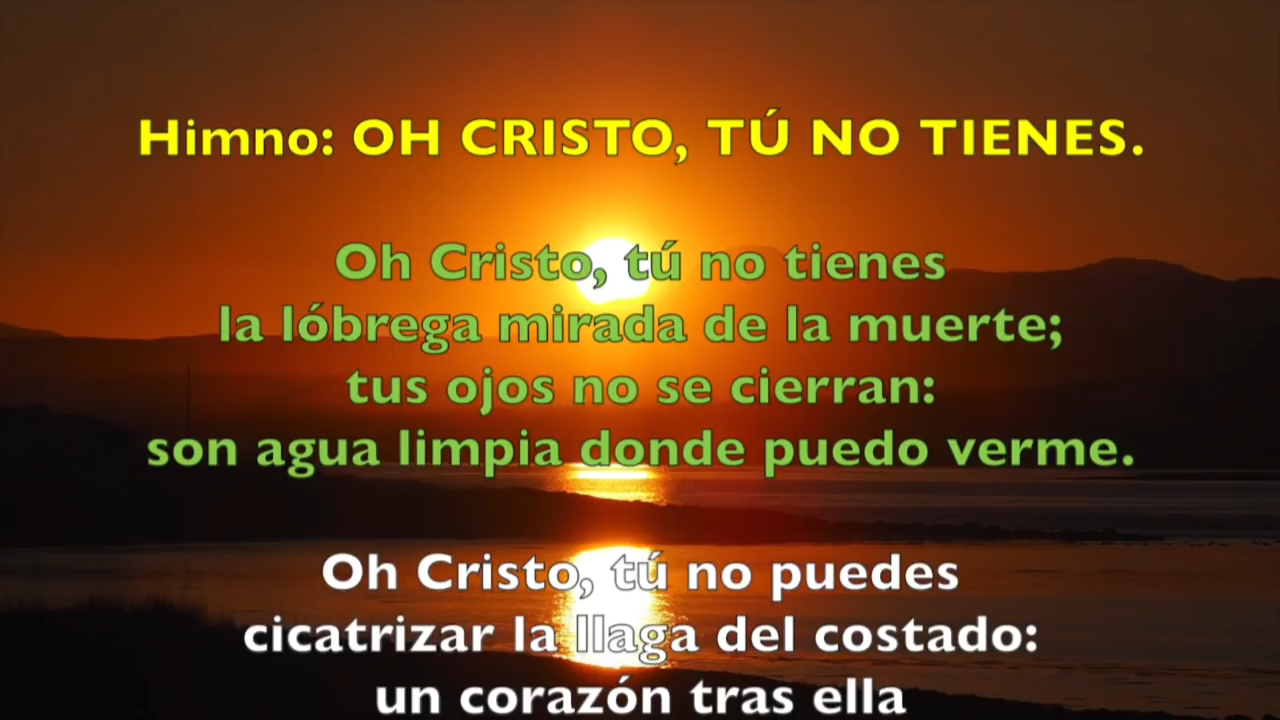 Himno: OH CRISTO, TÚ NO TIENES.
Oh Cristo, tú no tienes
la lóbrega mirada de la muerte;
tus ojos no se cierran:
son agua limpia donde puedo verme.
Oh Cristo, tú no puedes
cicatrizar la llaga del costado:
un corazón tras ella